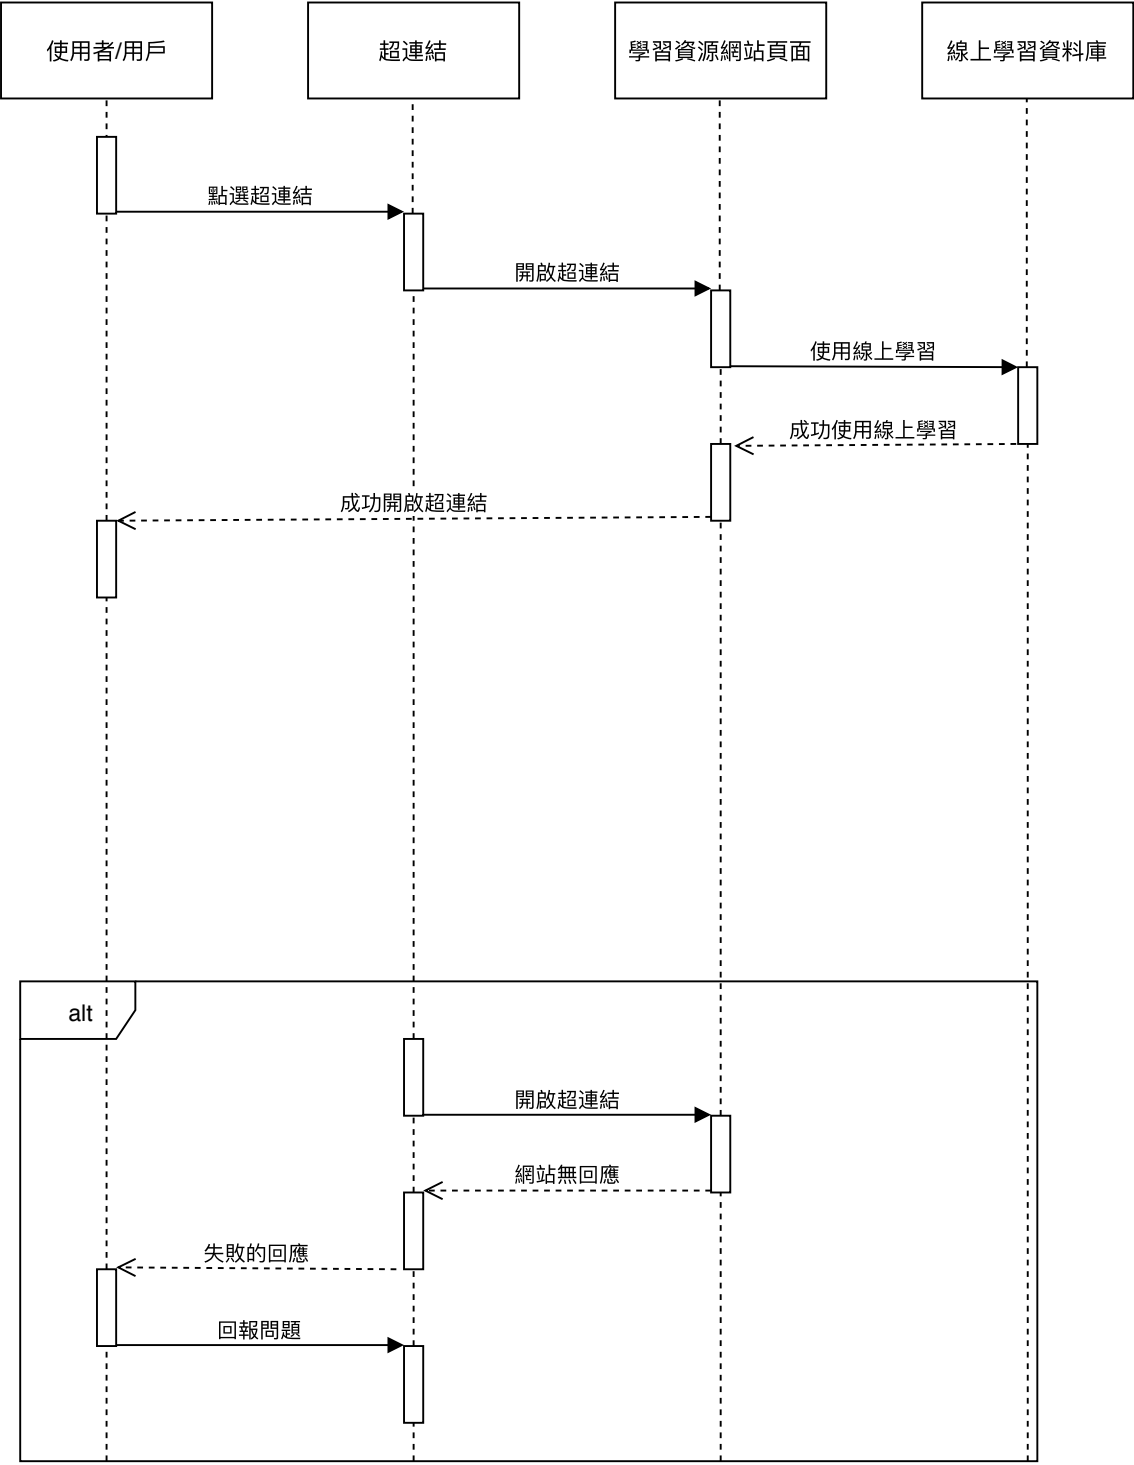 使用者/用戶
超連結
學習資源網站頁面
線上學習資料庫
點選超連結
開啟超連結
使用線上學習
成功使用線上學習
成功開啟超連結
alt
開啟超連結
網站無回應
失敗的回應
回報問題